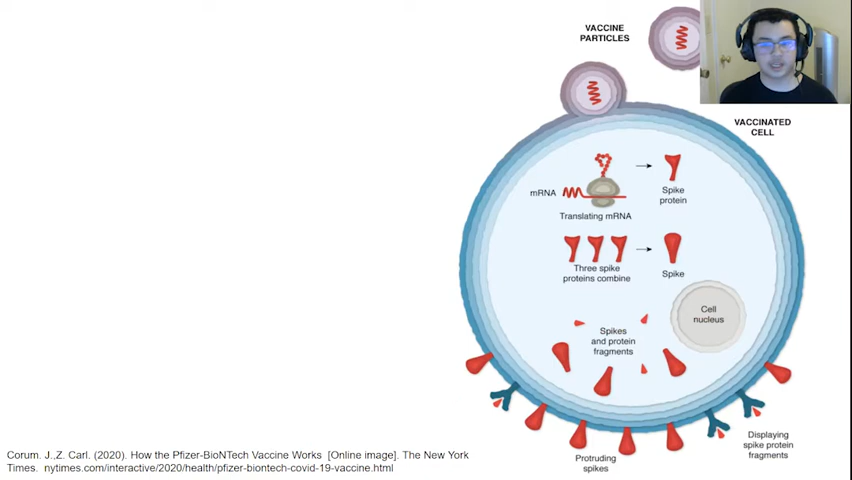 VACCINE
PARTICLES
VACCINATED
CELL
mRNA
Spike
protein
Translating mRNA
Three spike
proteins combine
Spike
Cell
nucleus
Spikes
and protein
fragments
Displaying
spike protein
fragments
Protruding
spikes
Corum. J.,Z. Carl. (2020). How the Pfizer-BioNTech Vaccine Works [Online image]. The New York
Times. nytimes.com/interactive/2020/health/pfizer-biontech-covid-19-vaccine.html